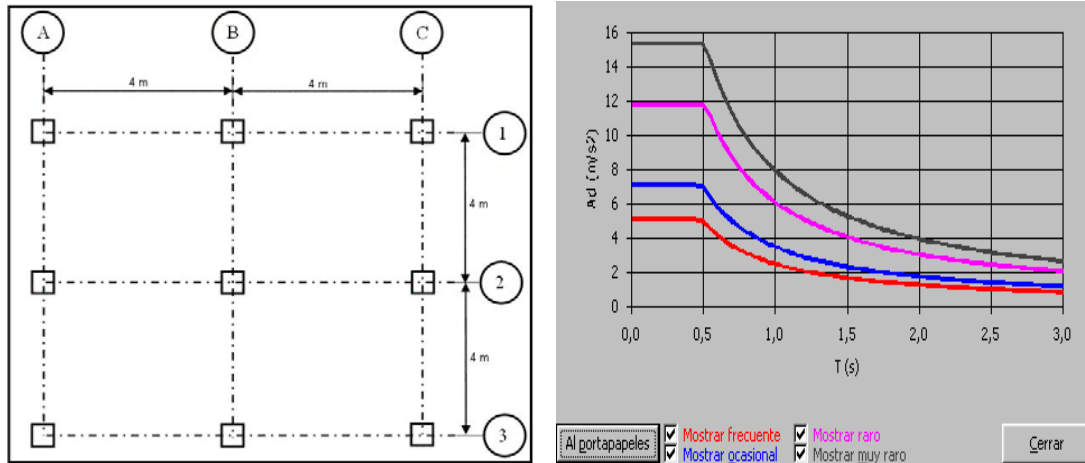 A B C
4 m 4 m
1
4 m
2
4 m
3
16
14
12
10
8
6
4
2
0
Ad (m/s2)
0,0 0,5 1,0 1,5 2,0 2,5 3,0
T (s)
Al portapapeles
Mostrar frecuente Mostrar raro
Mostrar ocasional Mostrar muy raro
Cerrar